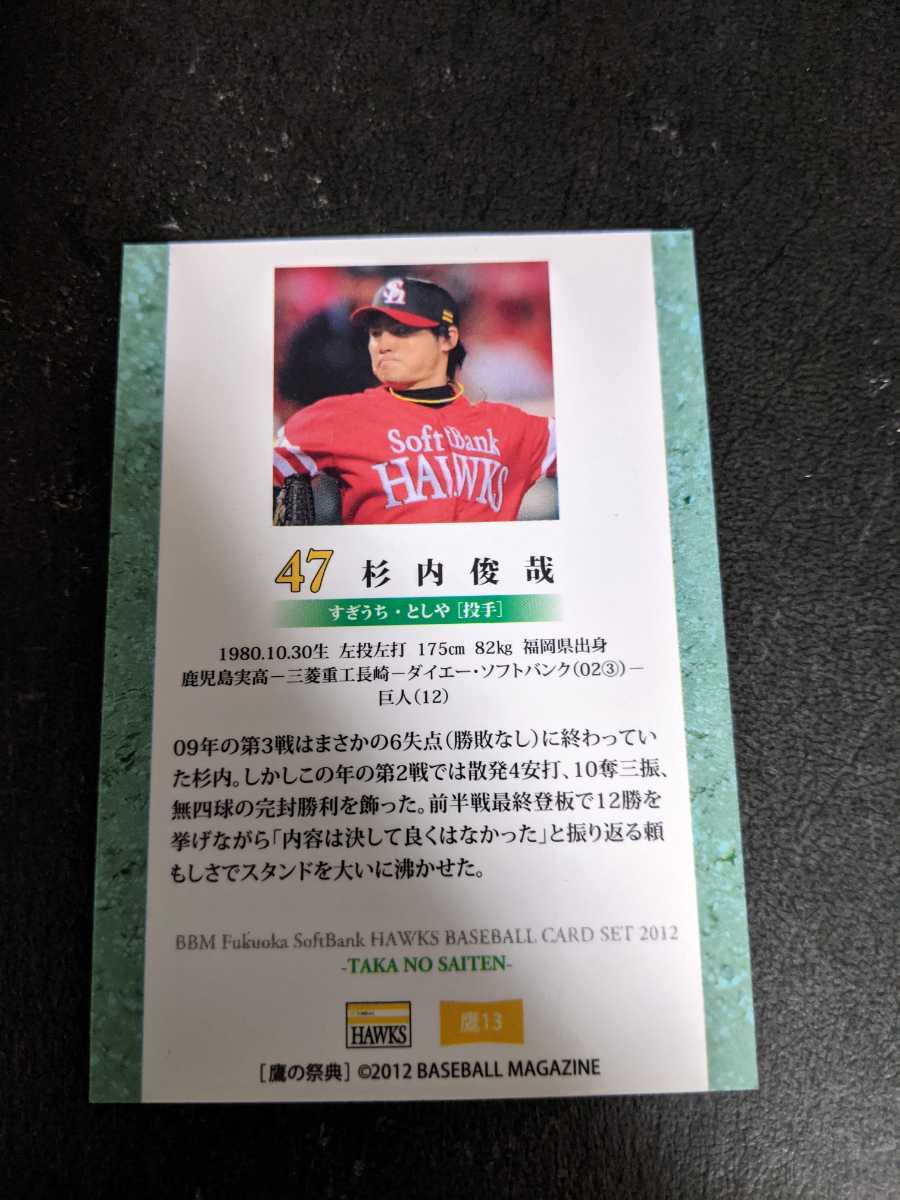 SH
SoftBank
HAWKS
47 杉内俊哉
すぎうち・としや[投手]
1980.10.30生 左投左打 175cm 82kg 福岡県出身
鹿児島実高－三菱重工長崎－ダイエー・ソフトバンク(02③)－
巨人(12)
09年の第3戦はまさかの6失点(勝敗なし)に終わってい
た杉内。しかしこの年の第2戦では散発4安打、10奪三振、
無四球の完封勝利を飾った。前半戦最終登板で12勝を
挙げながら「内容は決して良くはなかった」と振り返る頼
もしさでスタンドを大いに沸かせた。
BBM Fukuoka SoftBank HAWKS BASEBALL CARD SET 2012
-TAKA NO SAITEN-
HAWKS 鷹13
[鷹の祭典] ©2012 BASEBALL MAGAZINE